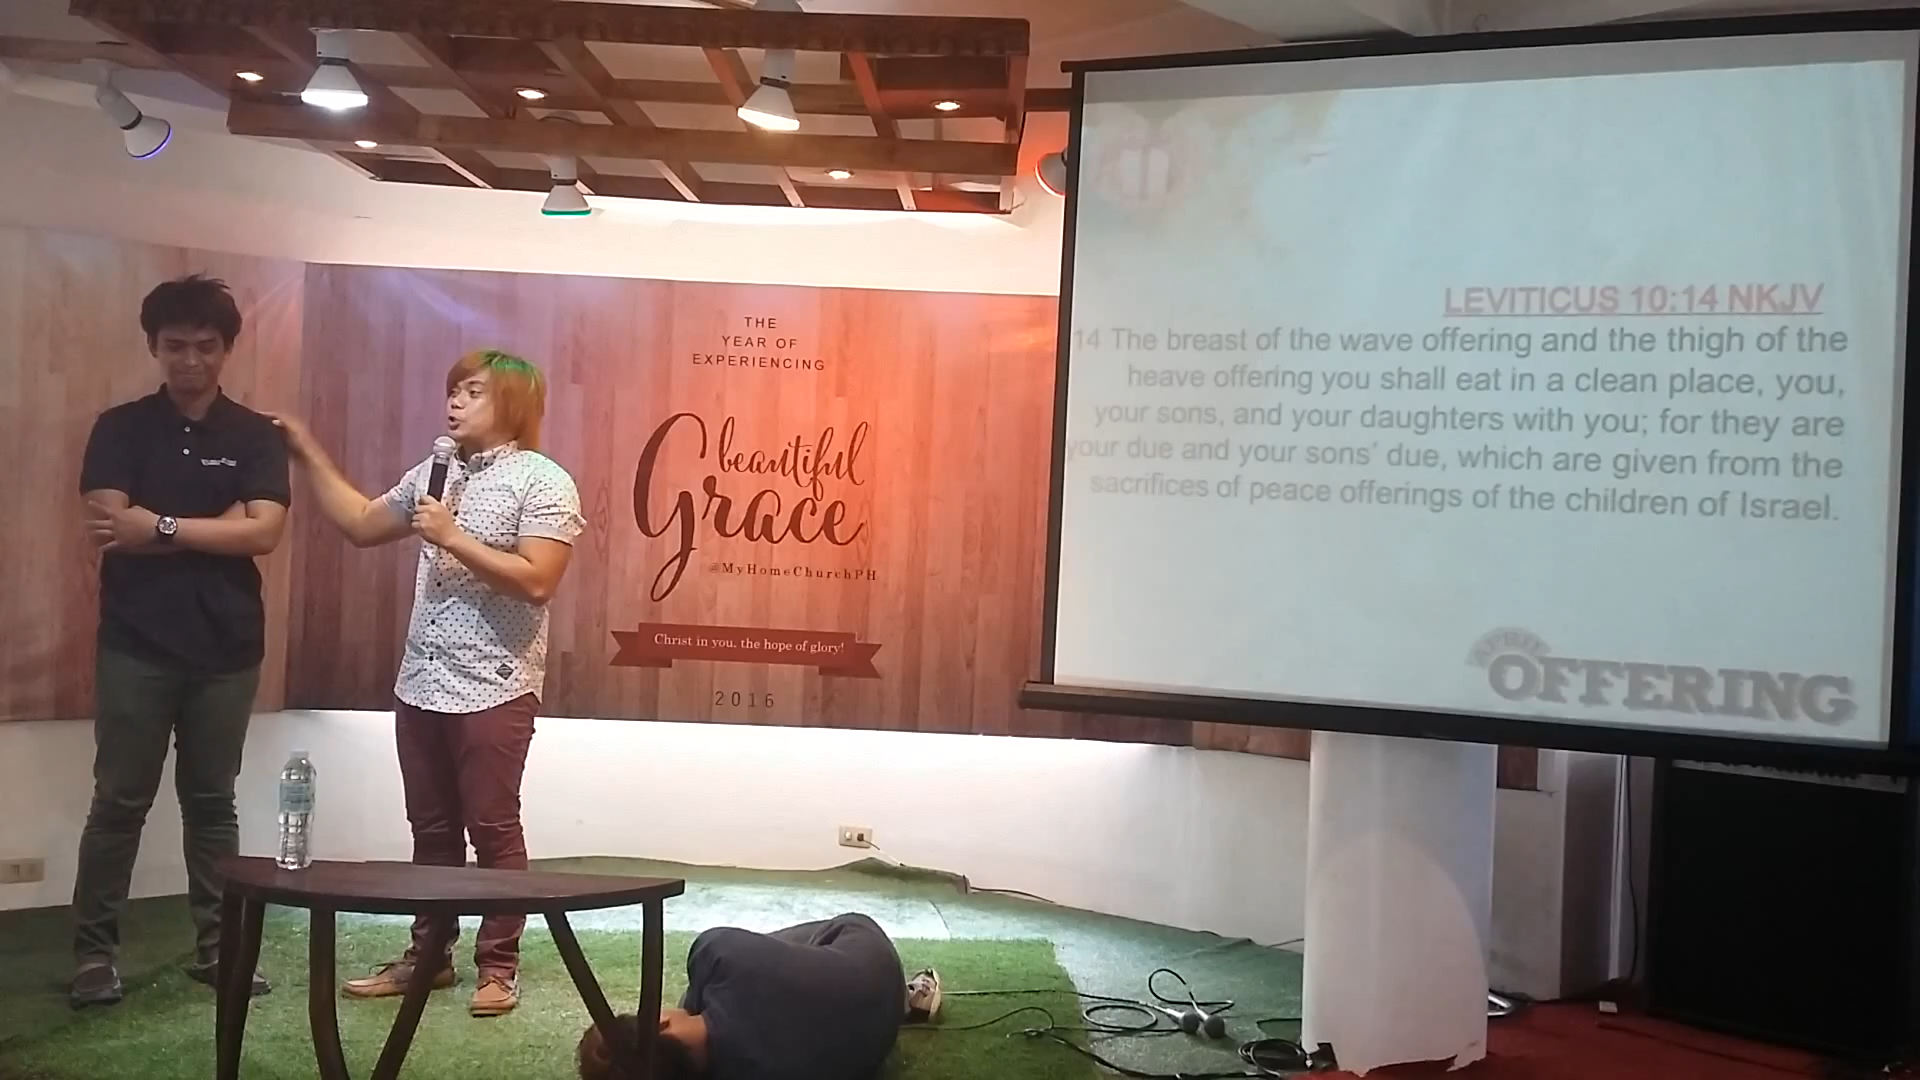 THE
YEAR OF
EXPERIENCING
beautiful
Grace
@MyHomeChurchPH
Christ in you, the hope of glory!
2016
LEVITICUS 10:14 NKJV
14 The breast of the wave offering and the thigh of the
heave offering you shall eat in a clean place, you,
your sons, and your daughters with you; for they are
your due and your sons' due, which are given from the
sacrifices of peace offerings of the children of Israel.
OFFERING